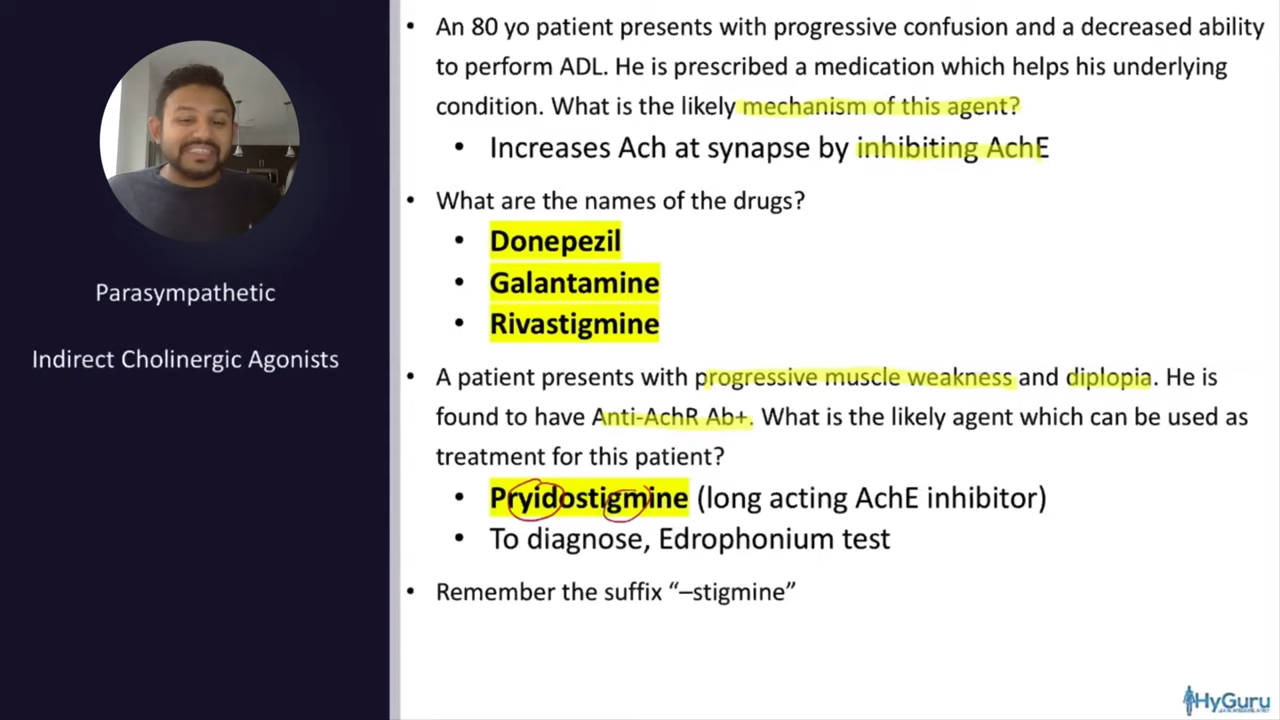 Parasympathetic
Indirect Cholinergic Agonists
• An 80 yo patient presents with progressive confusion and a decreased ability
to perform ADL. He is prescribed a medication which helps his underlying
condition. What is the likely mechanism of this agent?
• Increases Ach at synapse by inhibiting AchE
• What are the names of the drugs?
• Donepezil
• Galantamine
• Rivastigmine
• A patient presents with progressive muscle weakness and diplopia. He is
found to have Anti-AchR Ab+. What is the likely agent which can be used as
treatment for this patient?
• Pryidostigmine (long acting AchE inhibitor)
• To diagnose, Edrophonium test
• Remember the suffix “–stigmine”
HyGuru